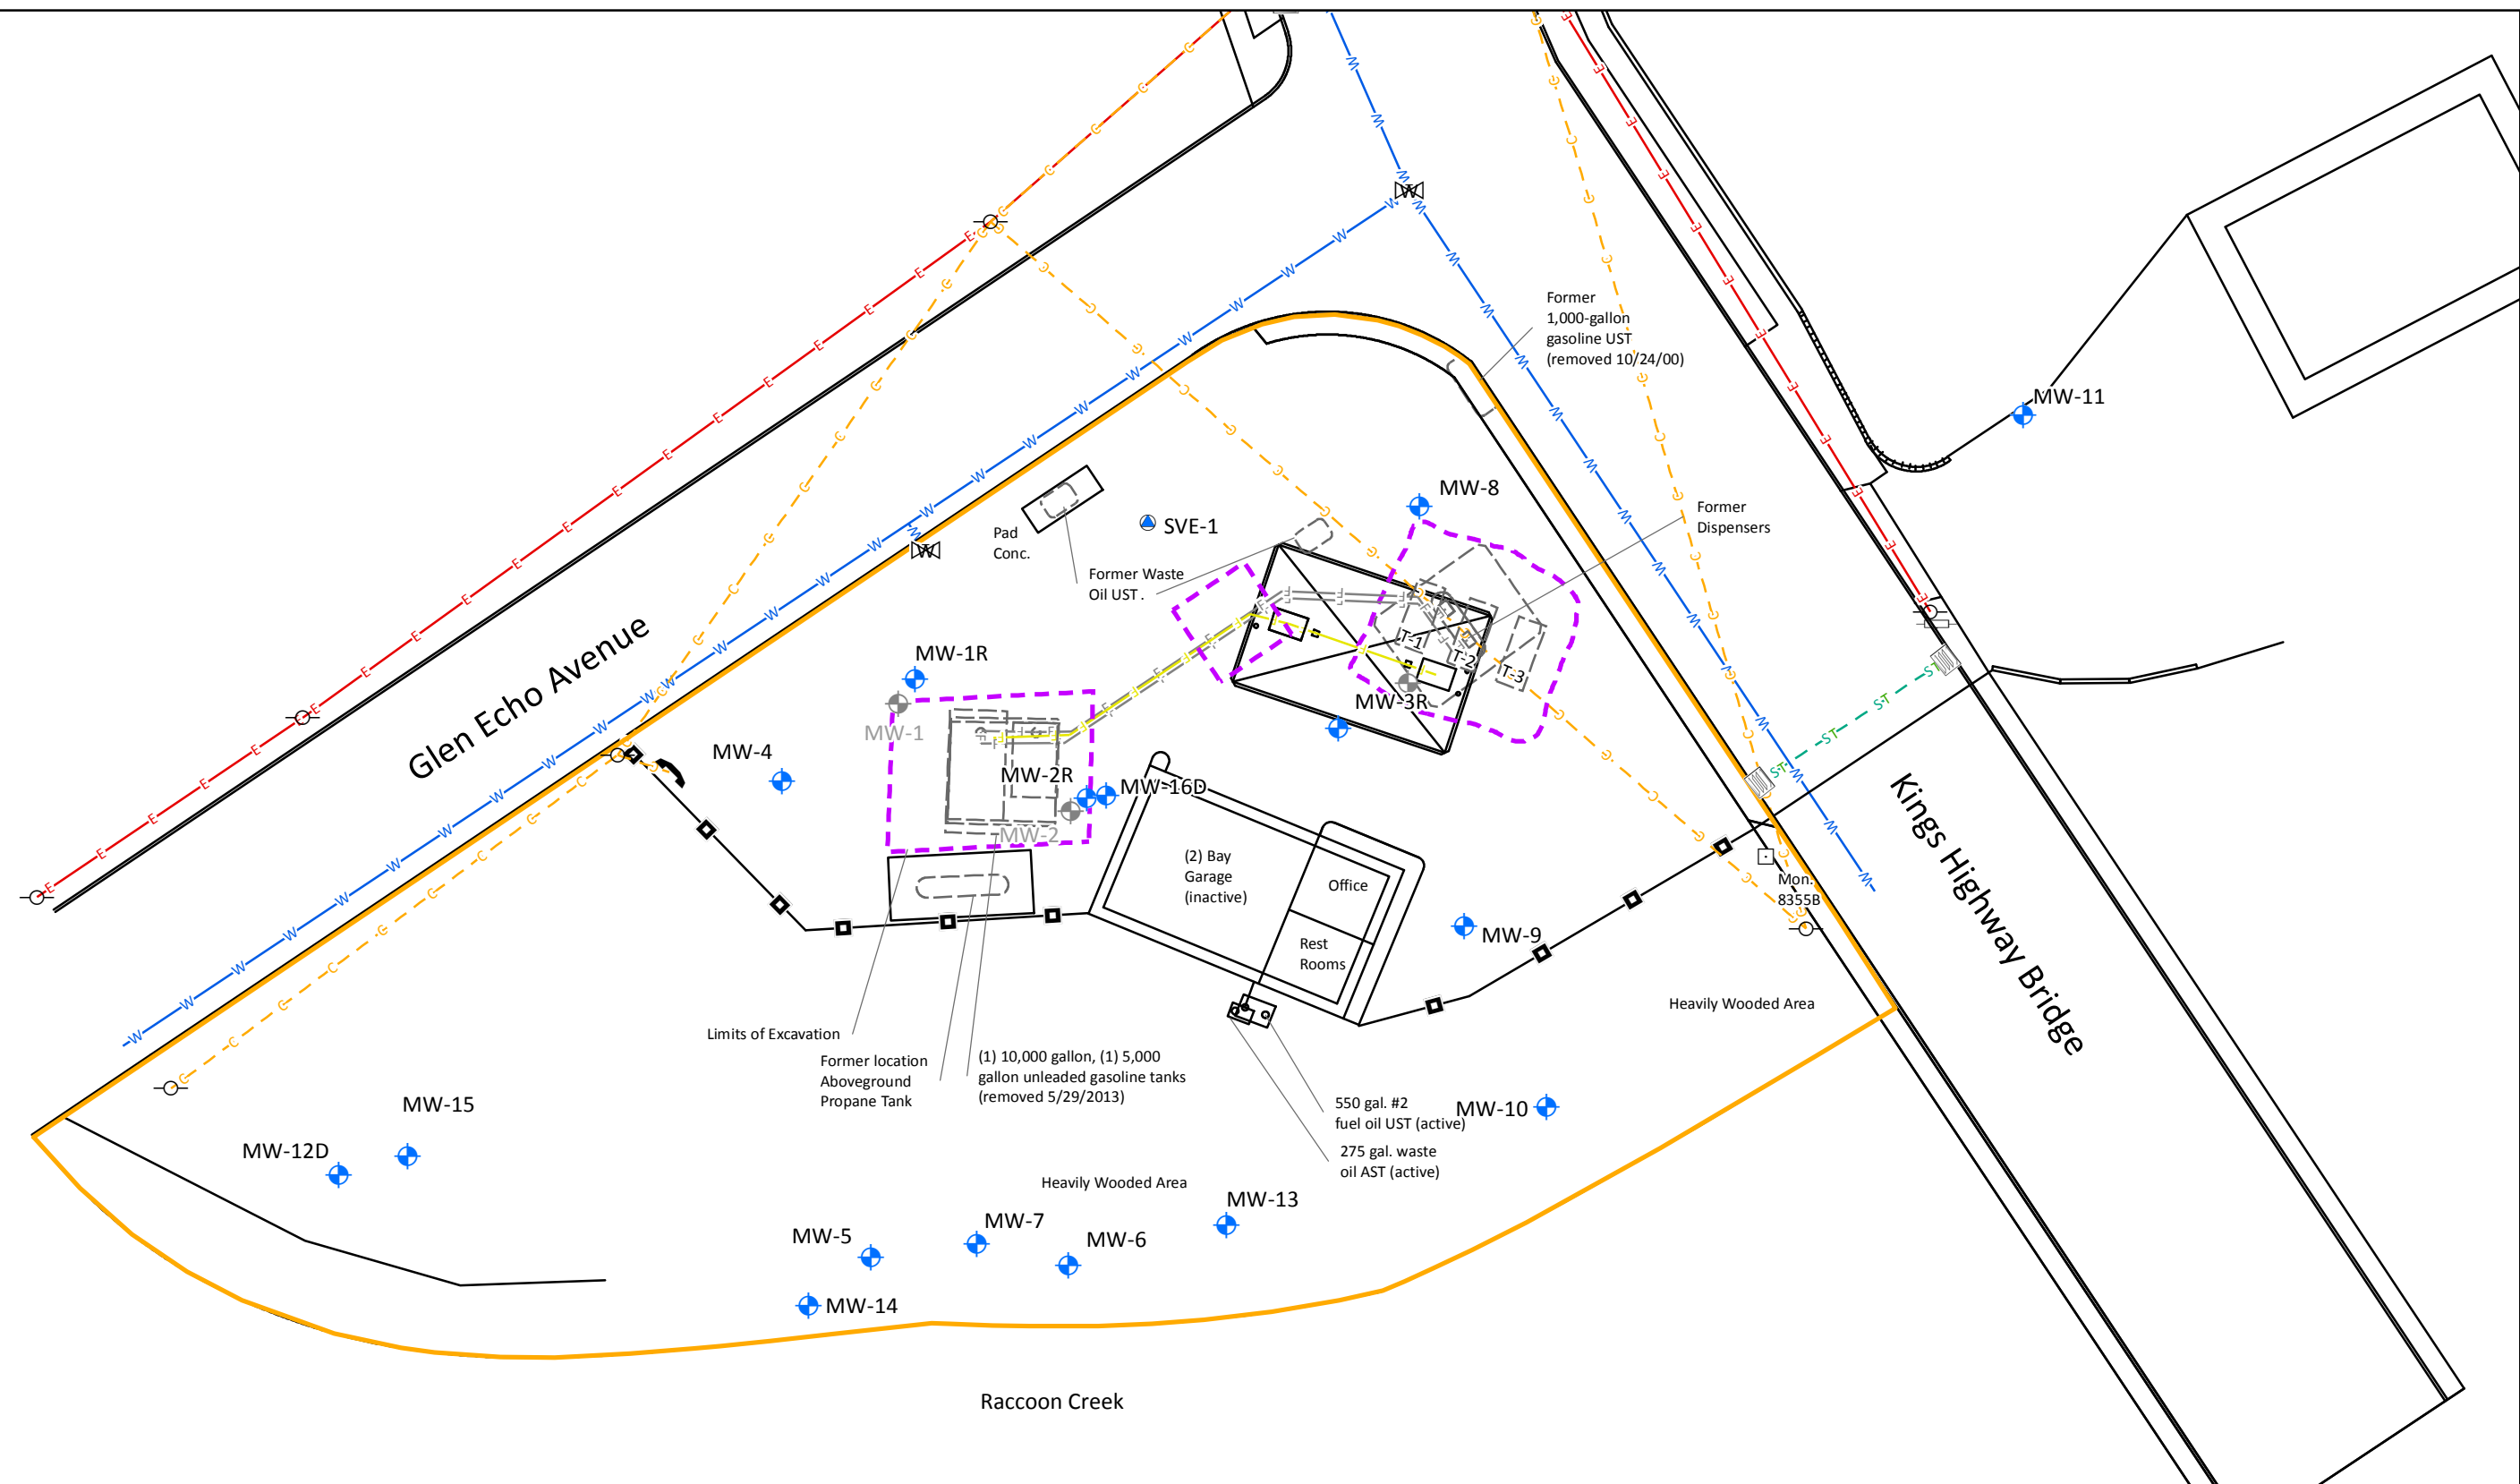 Former
1,000-gallon
gasoline UST
(removed 10/24/00)
MW-11
MW-8
Former
Dispensers
SVE-1
Pad
Conc.
Former Waste
Oil UST .
T-1
T-2
T-3
Glen Echo Avenue
MW-1R
MW-1
MW-3R
MW-4
MW-2R
MW-16D
MW-2
Kings Highway Bridge
(2) Bay
Garage
(inactive)
Office
Rest
Rooms
Mon.
8355B
MW-9
Heavily Wooded Area
Limits of Excavation
Former location
Aboveground
Propane Tank
(1) 10,000 gallon, (1) 5,000
gallon unleaded gasoline tanks
(removed 5/29/2013)
550 gal. #2
fuel oil UST (active)
275 gal. waste
oil AST (active)
MW-10
MW-15
MW-12D
Heavily Wooded Area
MW-13
MW-7
MW-5
MW-6
MW-14
Raccoon Creek